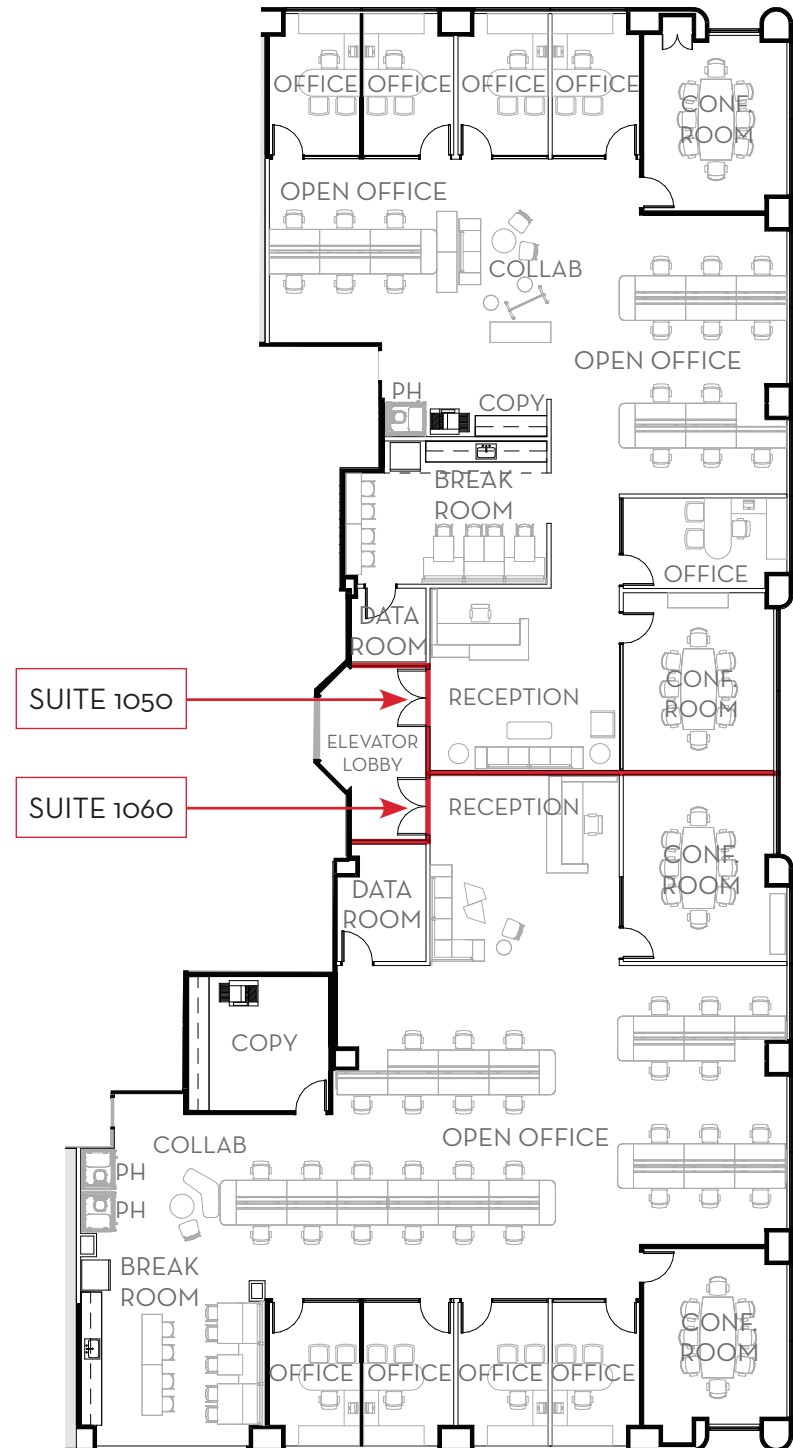 OFFICE
OFFICE
OFFICE
OFFICE
CONF.
ROOM
OPEN OFFICE
COLLAB
OPEN OFFICE
PH
COPY
BREAK
ROOM
OFFICE
DATA
ROOM
CONF.
ROOM
SUITE 1050
RECEPTION
ELEVATOR
LOBBY
SUITE 1060
RECEPTION
CONF.
ROOM
DATA
ROOM
COPY
OPEN OFFICE
COLLAB
PH
PH
BREAK
ROOM
CONF.
ROOM
OFFICE
OFFICE
OFFICE
OFFICE